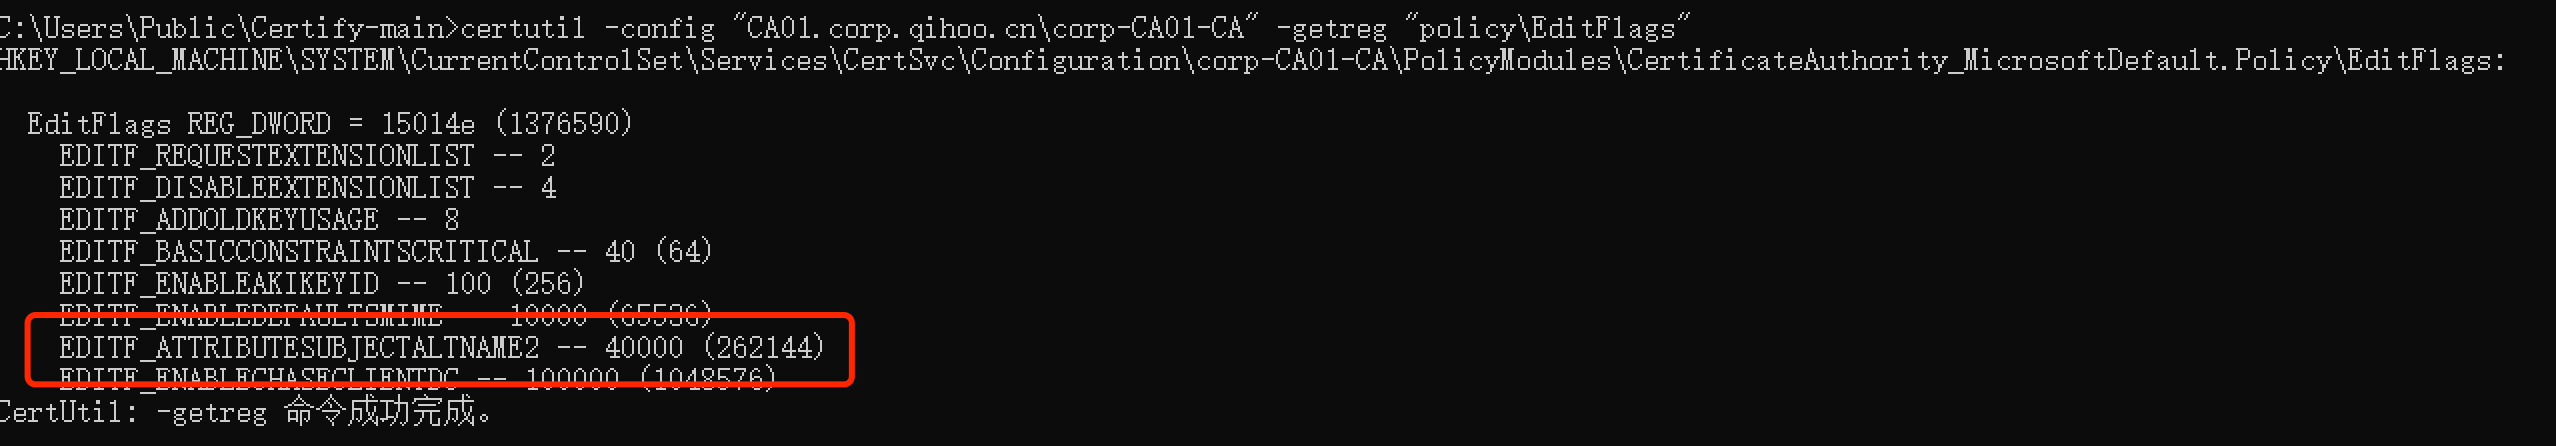 C:\Users\Public\Certify-main>certutil -config "CA01.corp.qihoo.cn\corp-CA01-CA" -getreg "policy\EditFlags"
HKEY_LOCAL_MACHINE\SYSTEM\CurrentControlSet\Services\CertSvc\Configuration\corp-CA01-CA\PolicyModules\CertificateAuthority_MicrosoftDefault.Policy\EditFlags:
EditFlags REG_DWORD = 15014e (1376590)
EDITF_REQUESTEXTENSIONLIST -- 2
EDITF_DISABLEEXTENSIONLIST -- 4
EDITF_ADDOLDKEYUSAGE -- 8
EDITF_BASICCONSTRAINTSCRITICAL -- 40 (64)
EDITF_ENABLEAKIKEYID -- 100 (256)
EDITF_ENABLEDEFAULTSMIME -- 10000 (65536)
EDITF_ATTRIBUTESUBJECTALTNAME2 -- 40000 (262144)
EDITF_ENABLECHASECLIENTDC -- 100000 (1048576)
CertUtil: -getreg 命令成功完成。